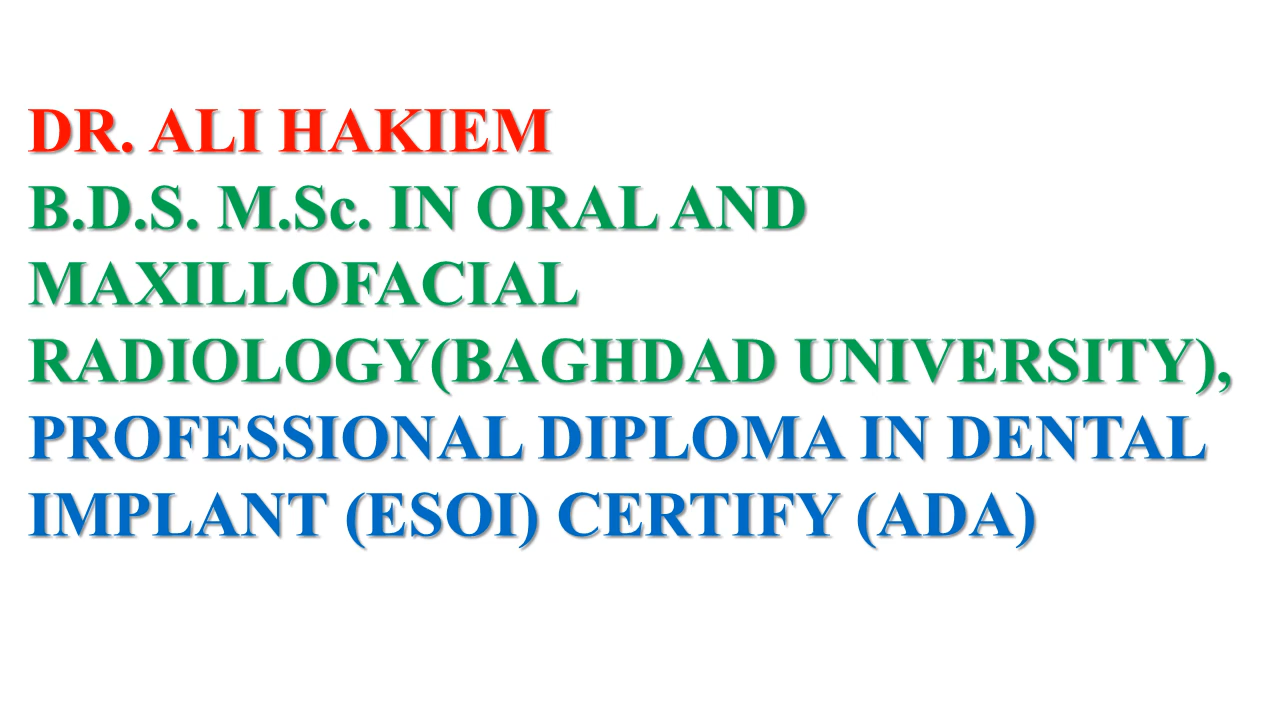 DR. ALI HAKIEM
B.D.S. M.Sc. IN ORAL AND
MAXILLOFACIAL
RADIOLOGY(BAGHDAD UNIVERSITY),
PROFESSIONAL DIPLOMA IN DENTAL
IMPLANT (ESOI) CERTIFY (ADA)